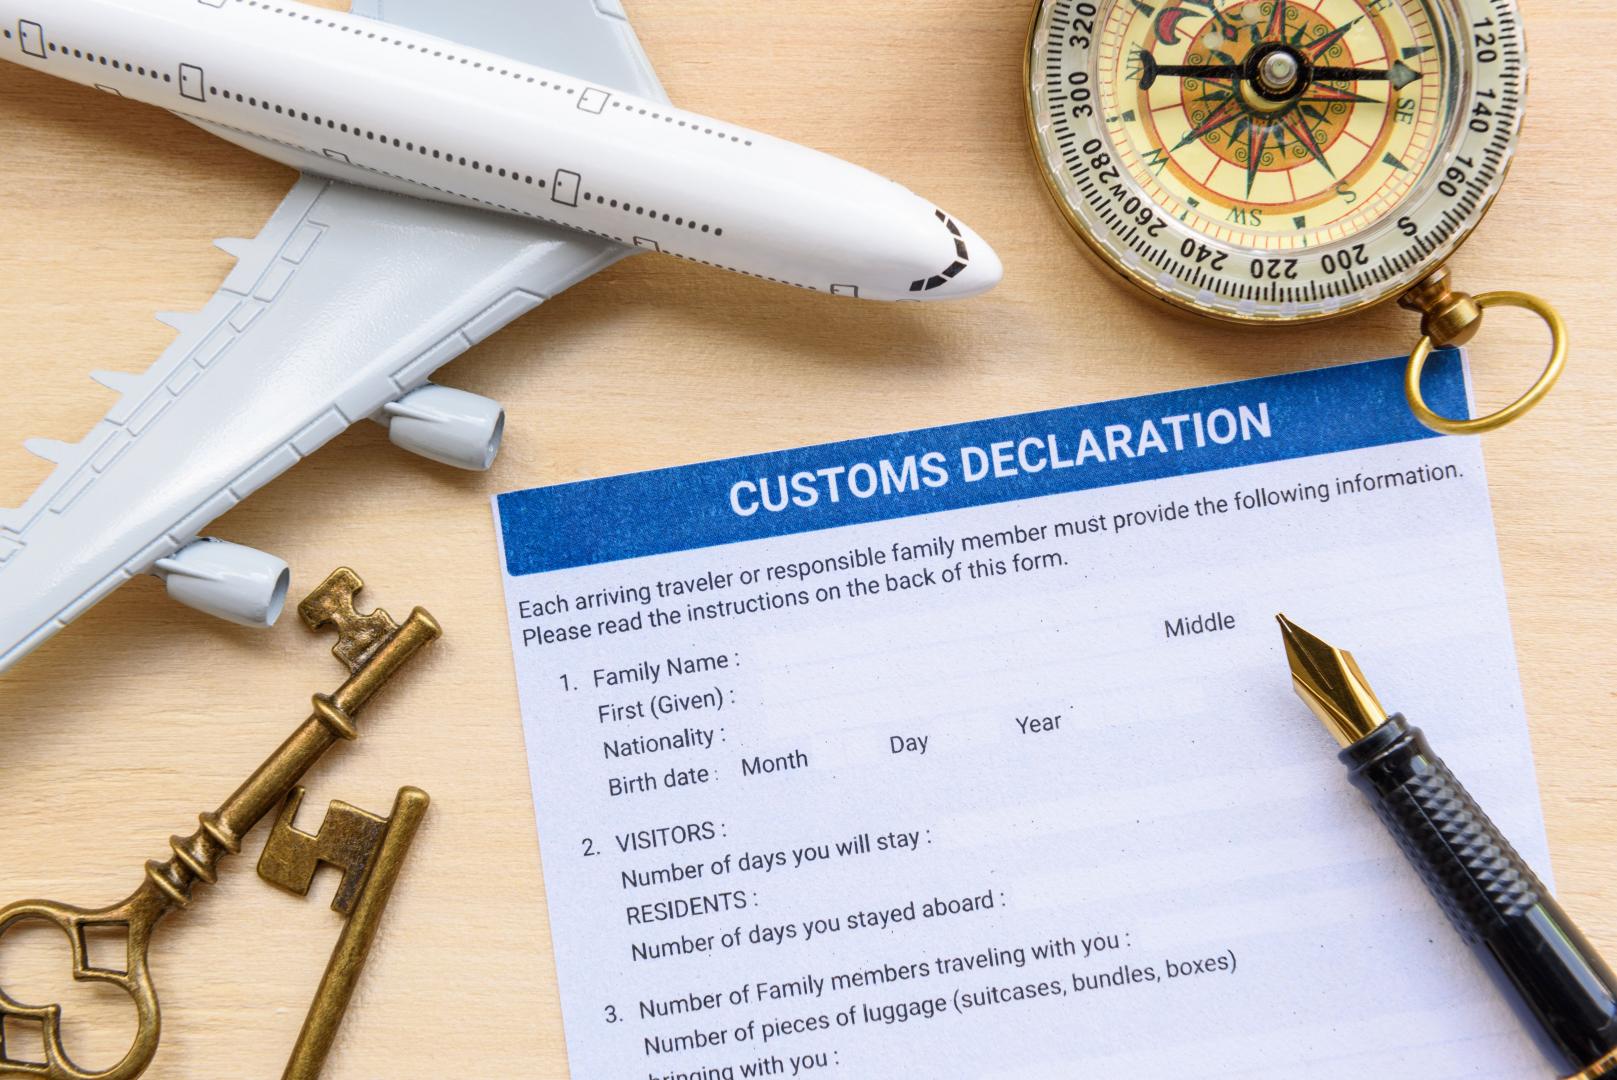 320
300
280
260
W
240
220
200
S
160
140
120
NW
W
SW
S
SE
E
CUSTOMS DECLARATION
Each arriving traveler or responsible family member must provide the following information.
Please read the instructions on the back of this form.
1. Family Name :
First (Given) : Middle
Nationality :
Birth date : Month Day Year
2. VISITORS :
Number of days you will stay :
RESIDENTS :
Number of days you stayed aboard :
3. Number of Family members traveling with you :
Number of pieces of luggage (suitcases, bundles, boxes)
bringing with you :